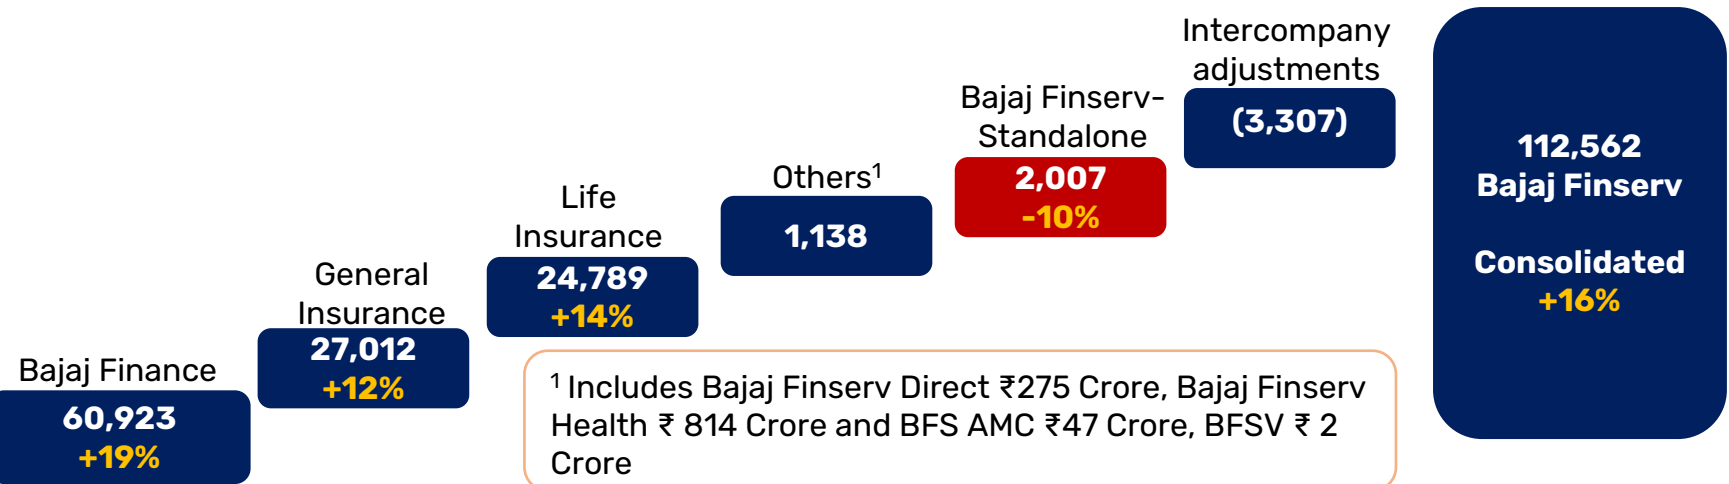 Bajaj Finance
60,923
+19%
General
Insurance
27,012
+12%
Life
Insurance
24,789
+14%
Others¹
1,138
Bajaj Finserv-
Standalone
2,007
-10%
Intercompany
adjustments
(3,307)
112,562
Bajaj Finserv
Consolidated
+16%
¹ Includes Bajaj Finserv Direct ₹275 Crore, Bajaj Finserv
Health ₹ 814 Crore and BFS AMC ₹47 Crore, BFSV ₹ 2
Crore